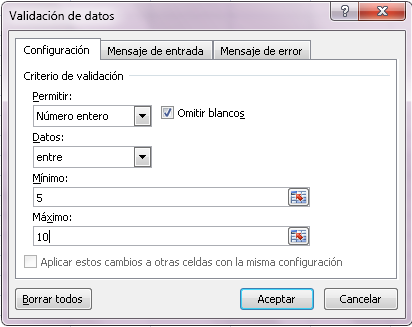 Validación de datos
Configuración
Mensaje de entrada
Mensaje de error
Criterio de validación
Permitir:
Número entero
Omitir blancos
Datos:
entre
Mínimo:
5
Máximo:
10
Aplicar estos cambios a otras celdas con la misma configuración
Borrar todos
Aceptar
Cancelar